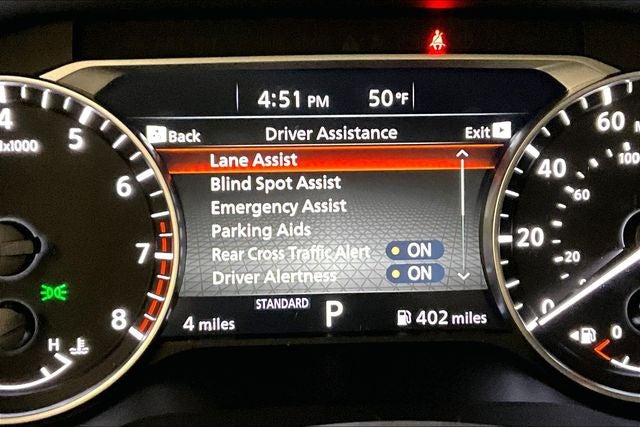 4:51 PM 50°F
Back Driver Assistance Exit
Lane Assist
Blind Spot Assist
Emergency Assist
Parking Aids
Rear Cross Traffic Alert ON
Driver Alertness ON
STANDARD
4 miles P 402 miles
4
x1000
5
6
7
8
H
60
100
40
60
20
20
0
0